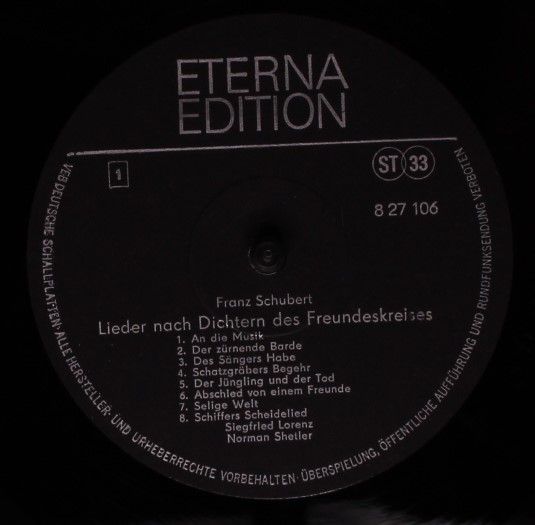 ETERNA
EDITION
1
ST 33
8 27 106
Franz Schubert
Lieder nach Dichtern des Freundeskreises
1. An die Musik
2. Der zürnende Barde
3. Des Sängers Habe
4. Schatzgräbers Begehr
5. Der Jüngling und der Tod
6. Abschied von einem Freunde
7. Selige Welt
8. Schiffers Scheidelied
Siegfried Lorenz
Norman Shetler
VEB DEUTSCHE SCHALLPLATTEN · ALLE HERSTELLER- UND URHEBERRECHTE VORBEHALTEN · ÜBERSPIELUNG, ÖFFENTLICHE AUFFÜHRUNG UND RUNDFUNKSENDUNG VERBOTEN